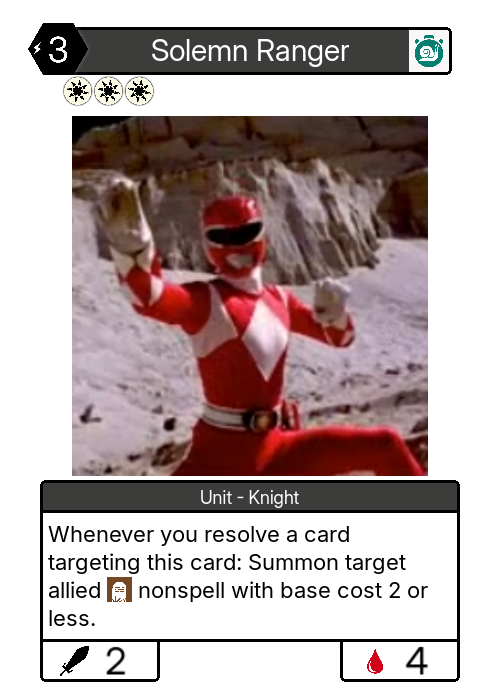 3
Solemn Ranger
Unit - Knight
Whenever you resolve a card
targeting this card: Summon target
allied nonspell with base cost 2 or
less.
2
4